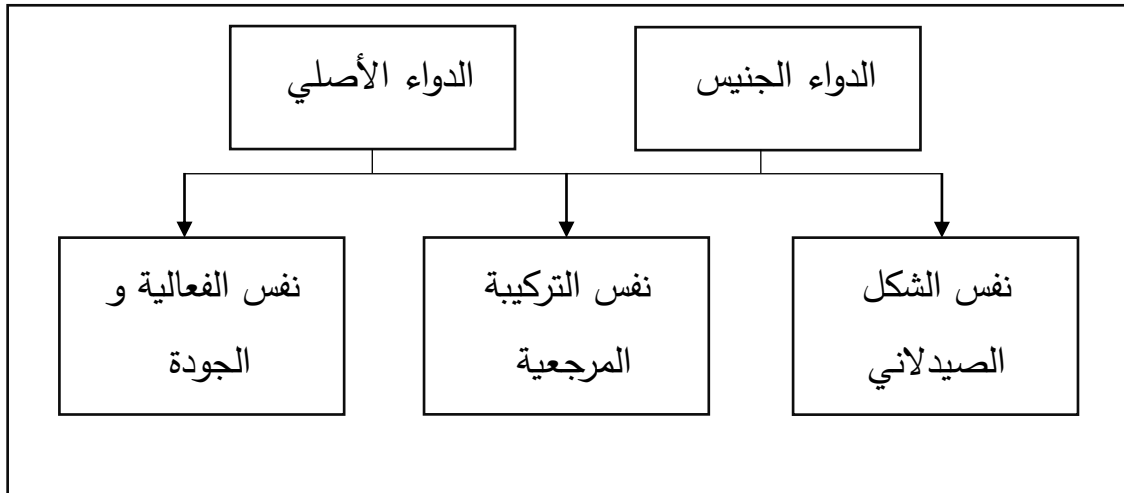 الدواء الجنيس
الدواء الأصلي
نفس الشكل
الصيدلاني
نفس التركيبة
المرجعية
نفس الفعالية و
الجودة